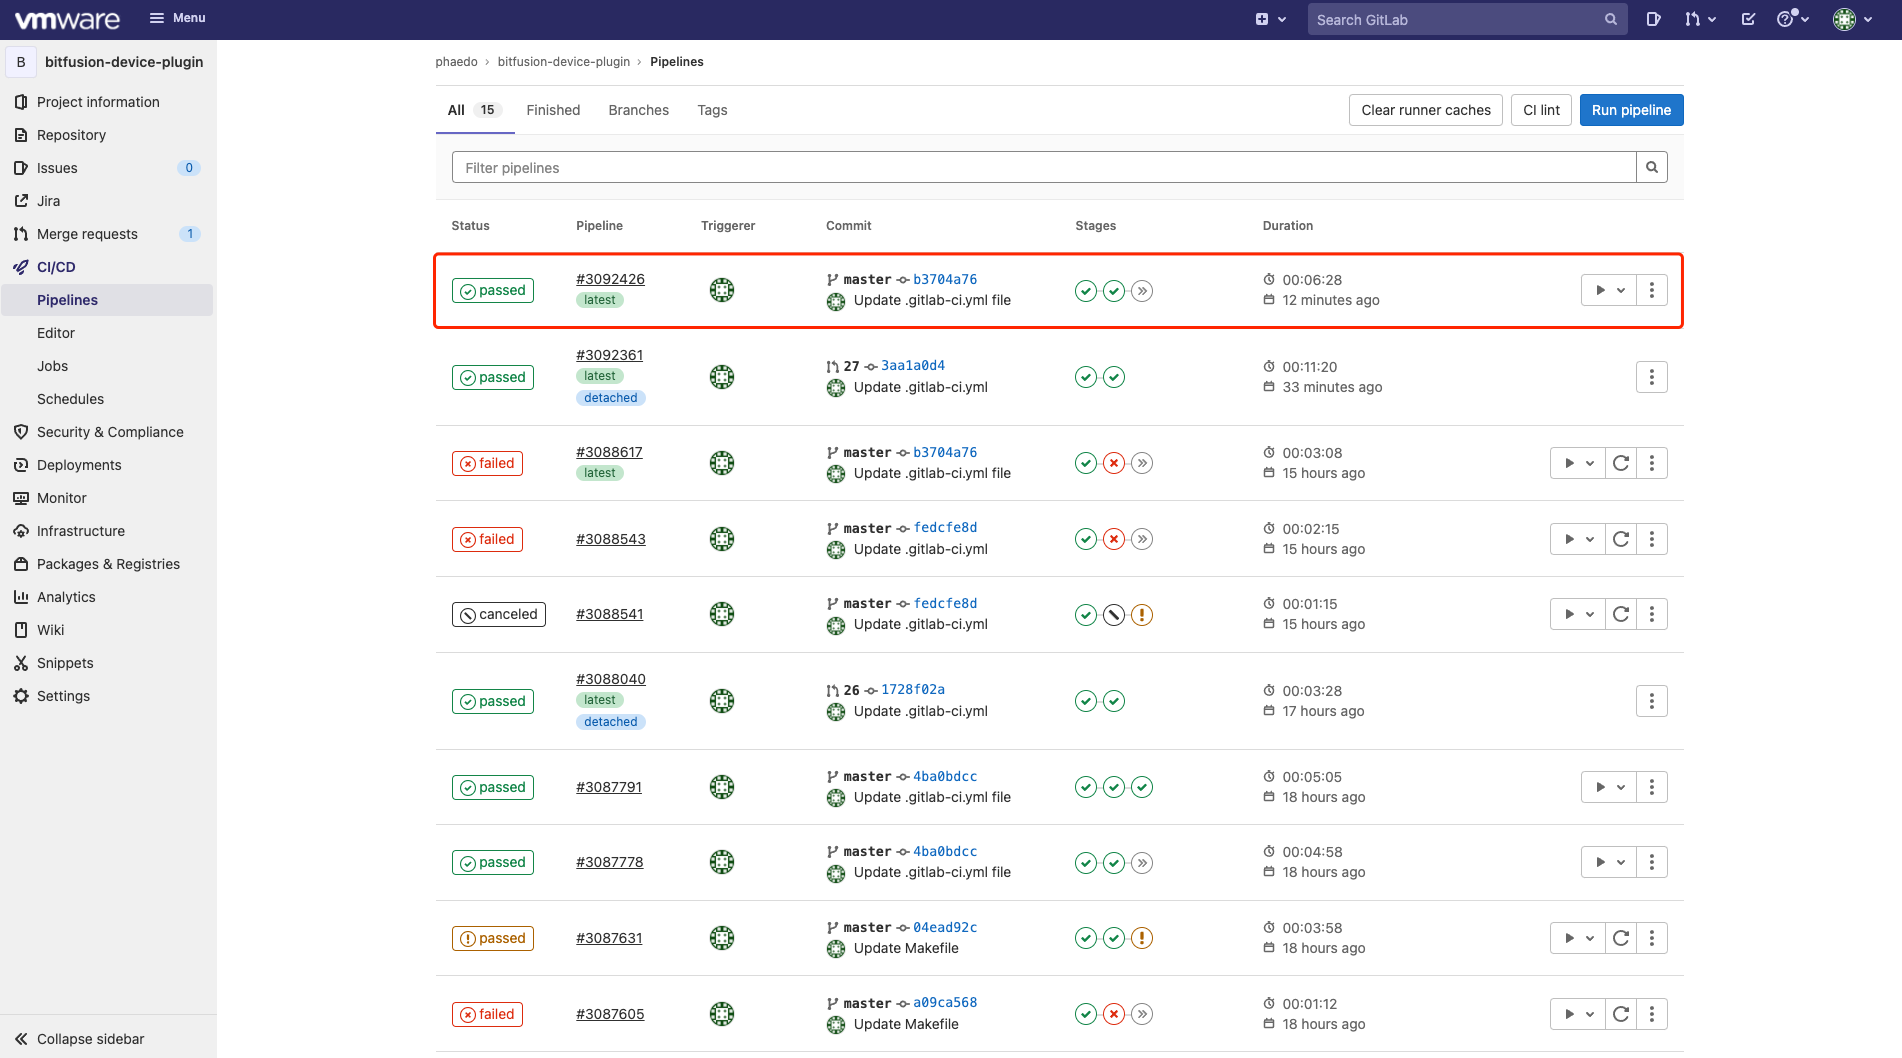 vmware Menu Search GitLab
B bitfusion-device-plugin
Project information
Repository
Issues 0
Jira
Merge requests 1
CI/CD
Pipelines
Editor
Jobs
Schedules
Security & Compliance
Deployments
Monitor
Infrastructure
Packages & Registries
Analytics
Wiki
Snippets
Settings
Collapse sidebar
phaedo › bitfusion-device-plugin › Pipelines
All 15 Finished Branches Tags Clear runner caches CI lint Run pipeline
Filter pipelines
Status Pipeline Triggerer Commit Stages Duration
passed #3092426 master b3704a76 00:06:28
latest Update .gitlab-ci.yml file 12 minutes ago
#3092361
passed latest 27 3aa1a0d4 00:11:20
detached Update .gitlab-ci.yml 33 minutes ago
failed #3088617 master b3704a76 00:03:08
latest Update .gitlab-ci.yml file 15 hours ago
failed #3088543 master fedcfe8d 00:02:15
Update .gitlab-ci.yml 15 hours ago
canceled #3088541 master fedcfe8d 00:01:15
Update .gitlab-ci.yml 15 hours ago
#3088040
passed latest 26 1728f02a 00:03:28
detached Update .gitlab-ci.yml 17 hours ago
passed #3087791 master 4ba0bdcc 00:05:05
Update .gitlab-ci.yml file 18 hours ago
passed #3087778 master 4ba0bdcc 00:04:58
Update .gitlab-ci.yml file 18 hours ago
passed #3087631 master 04ead92c 00:03:58
Update Makefile 18 hours ago
failed #3087605 master a09ca568 00:01:12
Update Makefile 18 hours ago